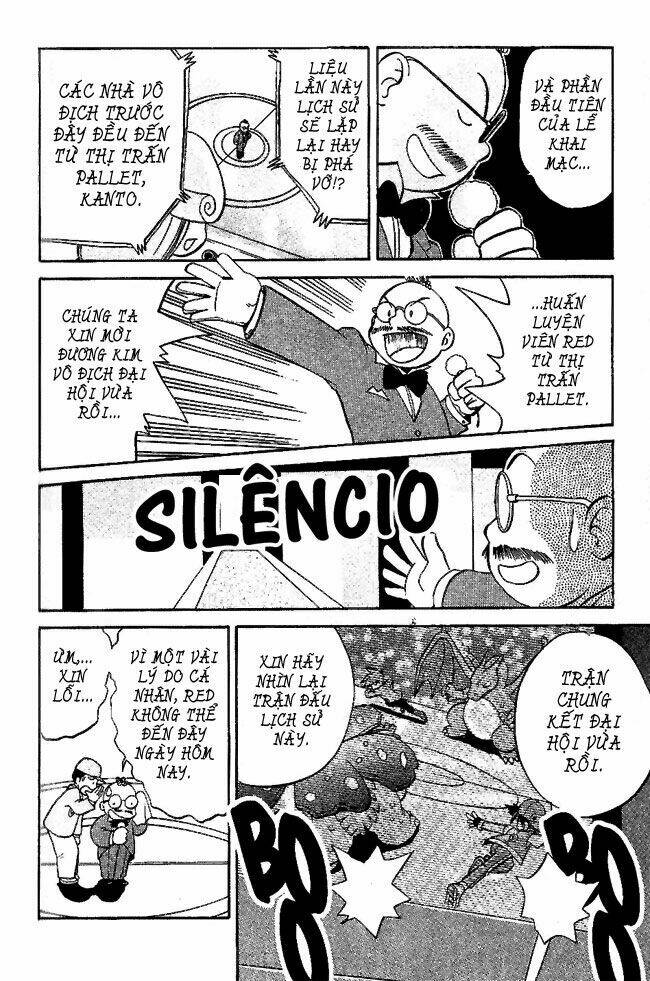 VÀ PHẦN
ĐẦU TIÊN
CỦA LỄ
KHAI
MẠC...
LIỆU
LẦN NÀY
LỊCH SỬ
SẼ LẶP
LẠI HAY
BỊ PHÁ
VỠ!?
CÁC NHÀ VÔ
ĐỊCH TRƯỚC
ĐÂY ĐỀU ĐẾN
TỪ THỊ TRẤN
PALLET,
KANTO.
...HUẤN
LUYỆN
VIÊN RED
TỪ THỊ
TRẤN
PALLET.
CHÚNG TA
XIN MỜI
ĐƯƠNG KIM
VÔ ĐỊCH ĐẠI
HỘI VỪA
RỒI...
SILÊNCIO
TRẬN
CHUNG
KẾT ĐẠI
HỘI VỪA
RỒI.
XIN HÃY
NHÌN LẠI
TRẬN ĐẤU
LỊCH SỬ
NÀY.
BOO
BOO
VÌ MỘT VÀI
LÝ DO CÁ
NHÂN, RED
KHÔNG THỂ
ĐẾN ĐÂY
NGÀY HÔM
NAY.
ỪM,...
XIN
LỖI...